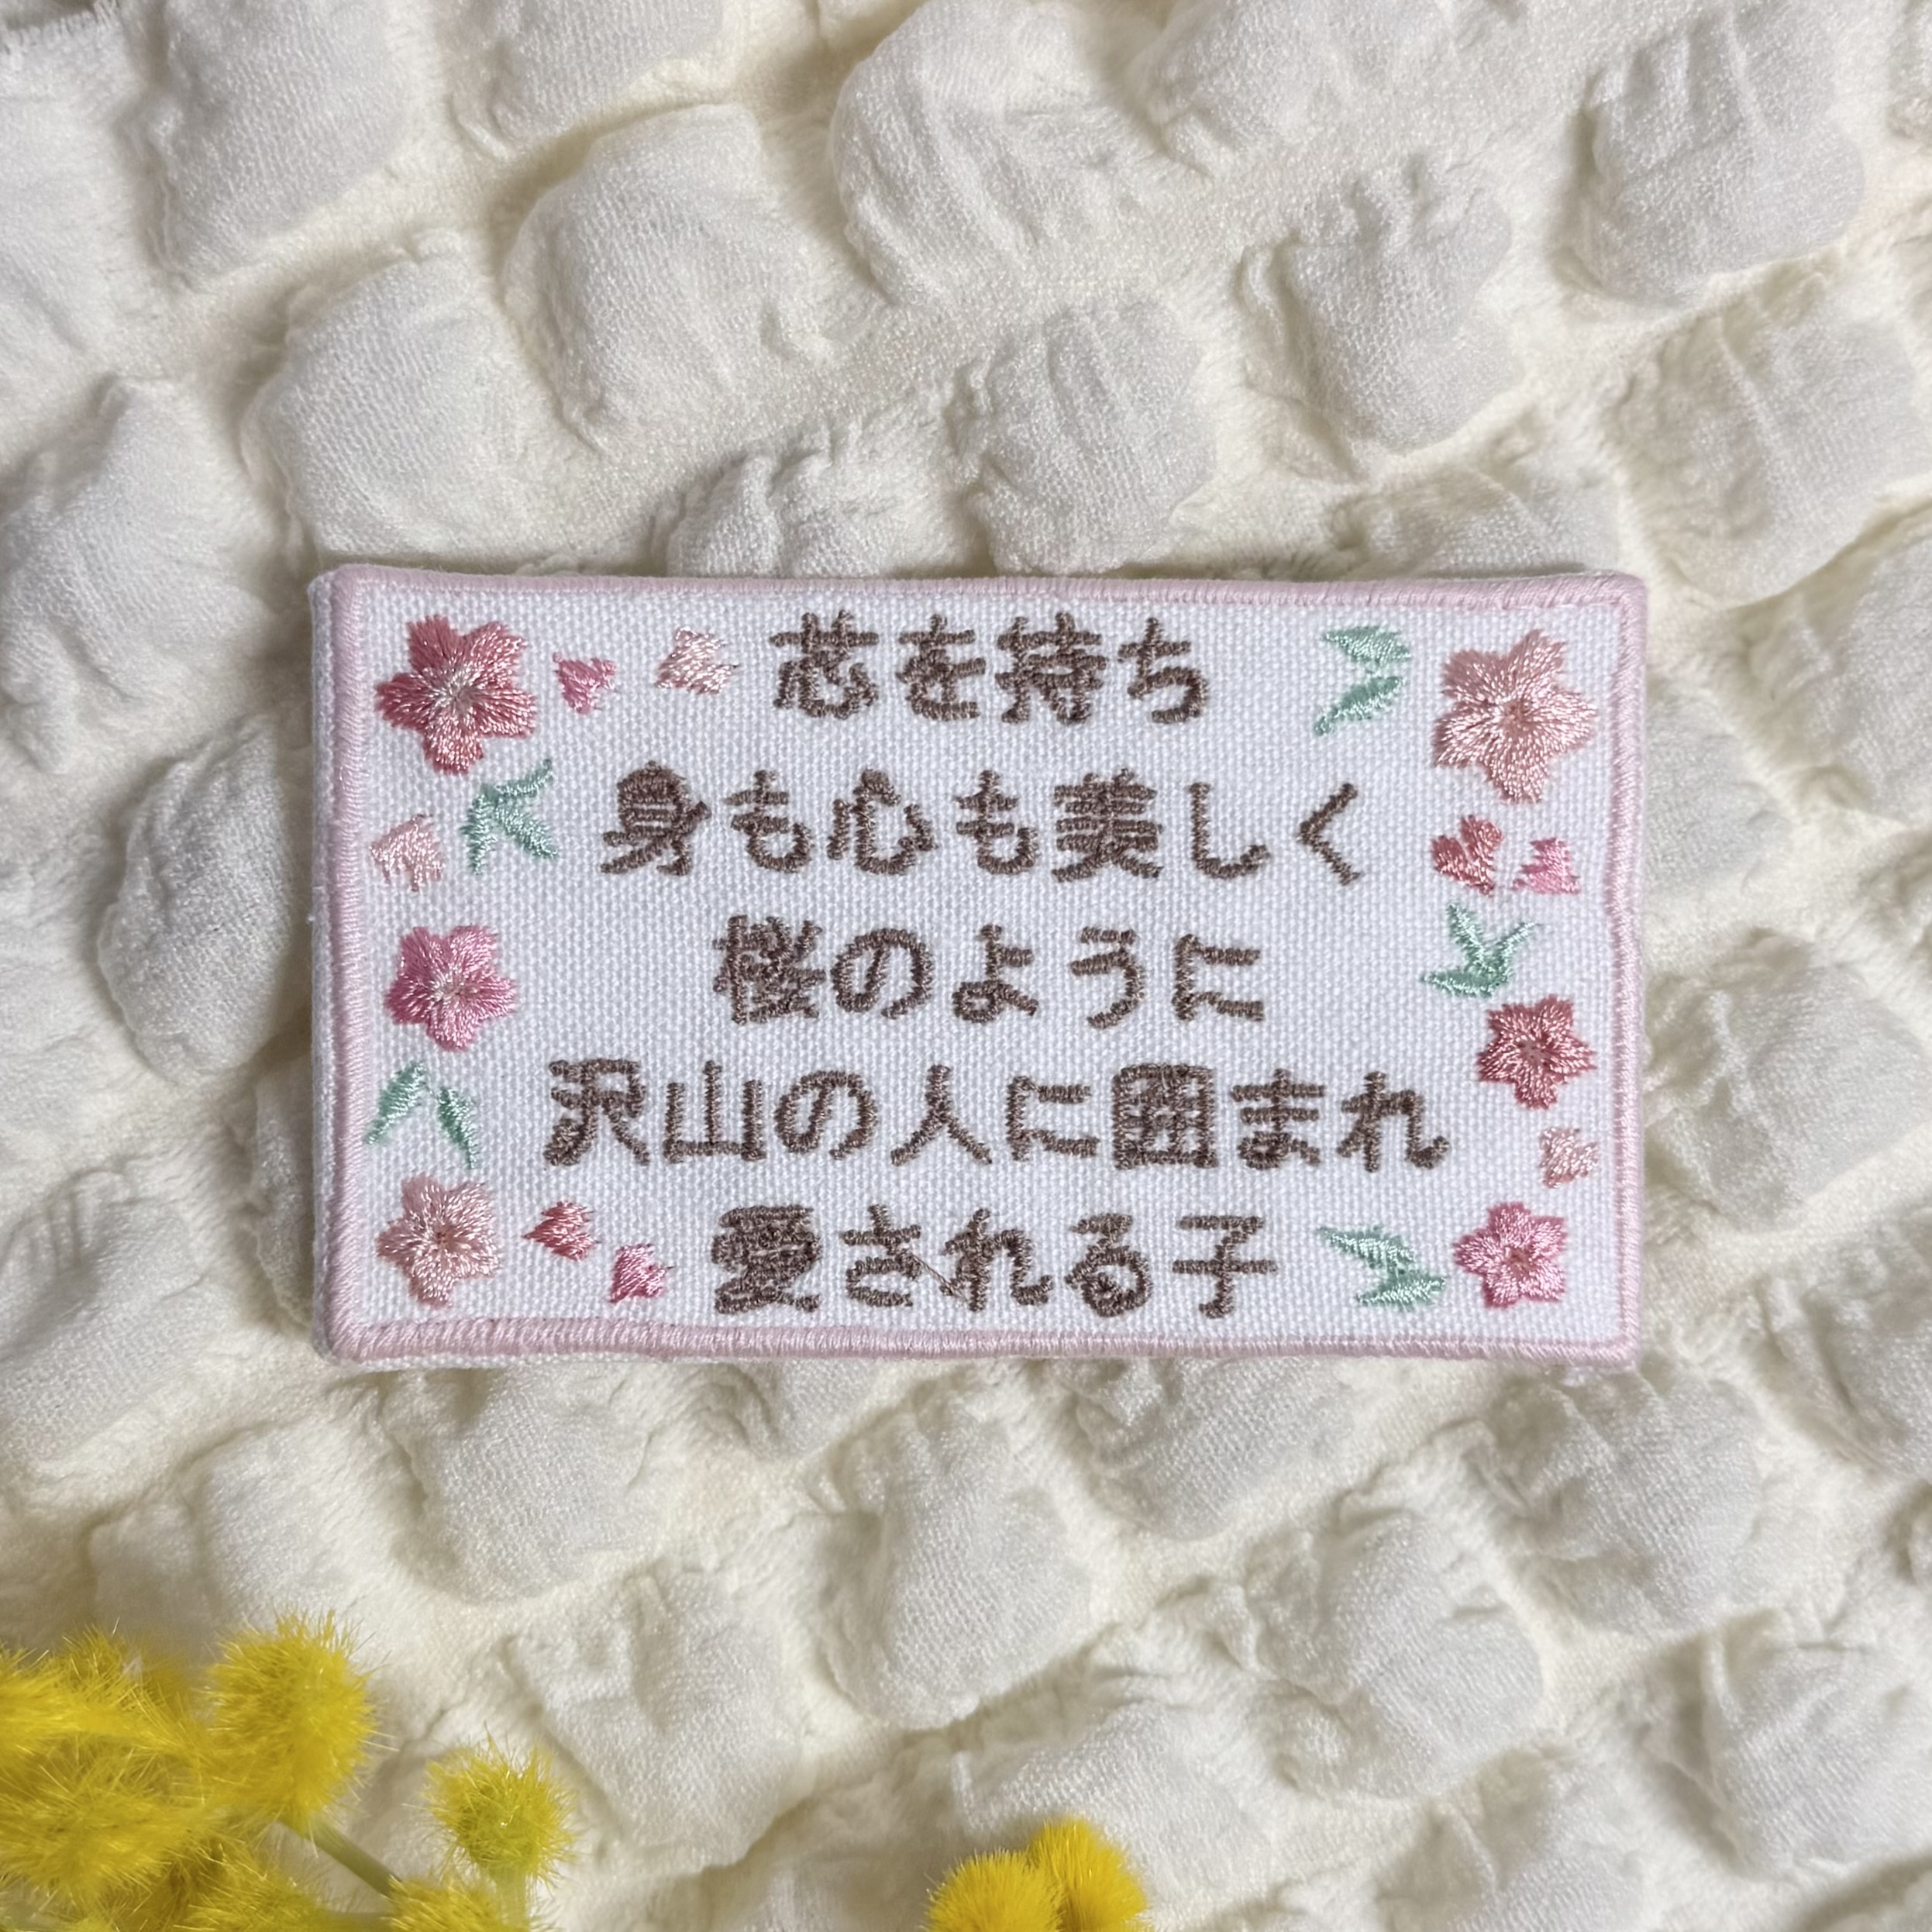 芯を持ち
身も心も美しく
桜のように
沢山の人に囲まれ
愛される子